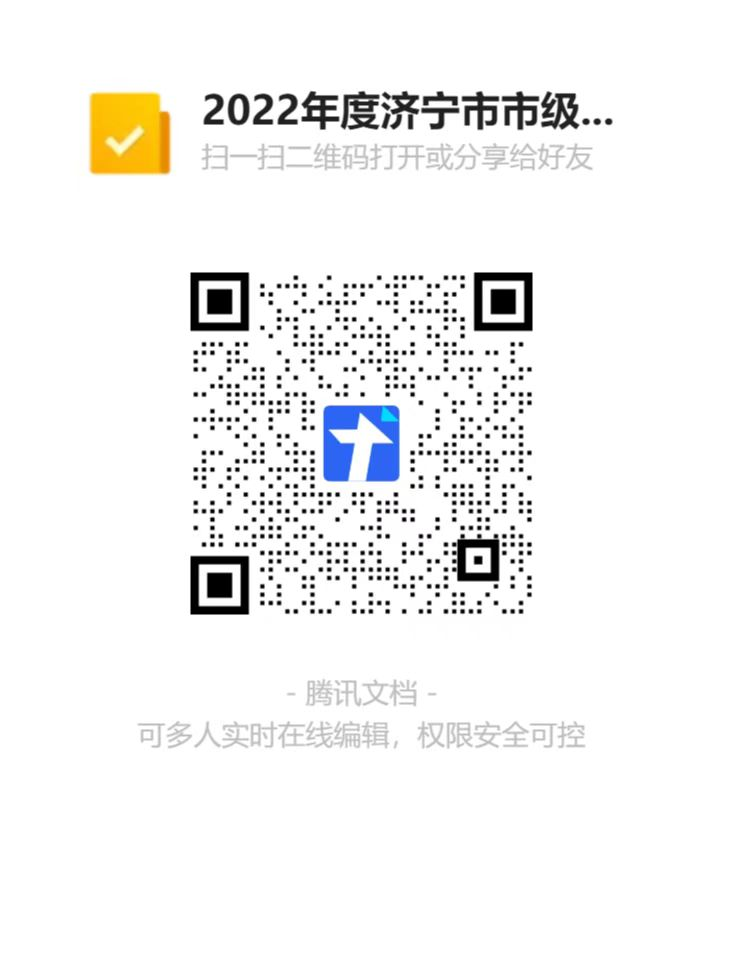 2022年度济宁市市级...
扫一扫二维码打开或分享给好友
- 腾讯文档 -
可多人实时在线编辑，权限安全可控